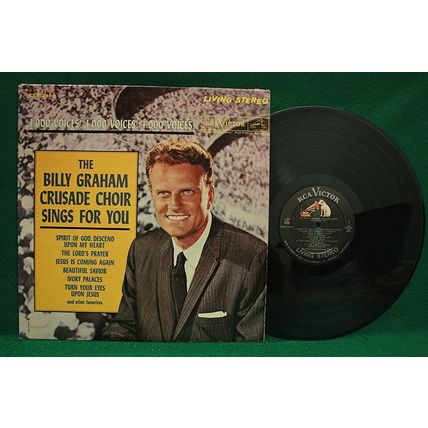 LIVING STEREO
1,000 VOICES • 1,000 VOICES • 1,000 VOICES
RCA VICTOR
THE
BILLY GRAHAM
CRUSADE CHOIR
SINGS FOR YOU
SPIRIT OF GOD, DESCEND
UPON MY HEART
THE LORD'S PRAYER
JESUS IS COMING AGAIN
BEAUTIFUL SAVIOR
IVORY PALACES
TURN YOUR EYES
UPON JESUS
and other favorites
RCA VICTOR
LIVING STEREO